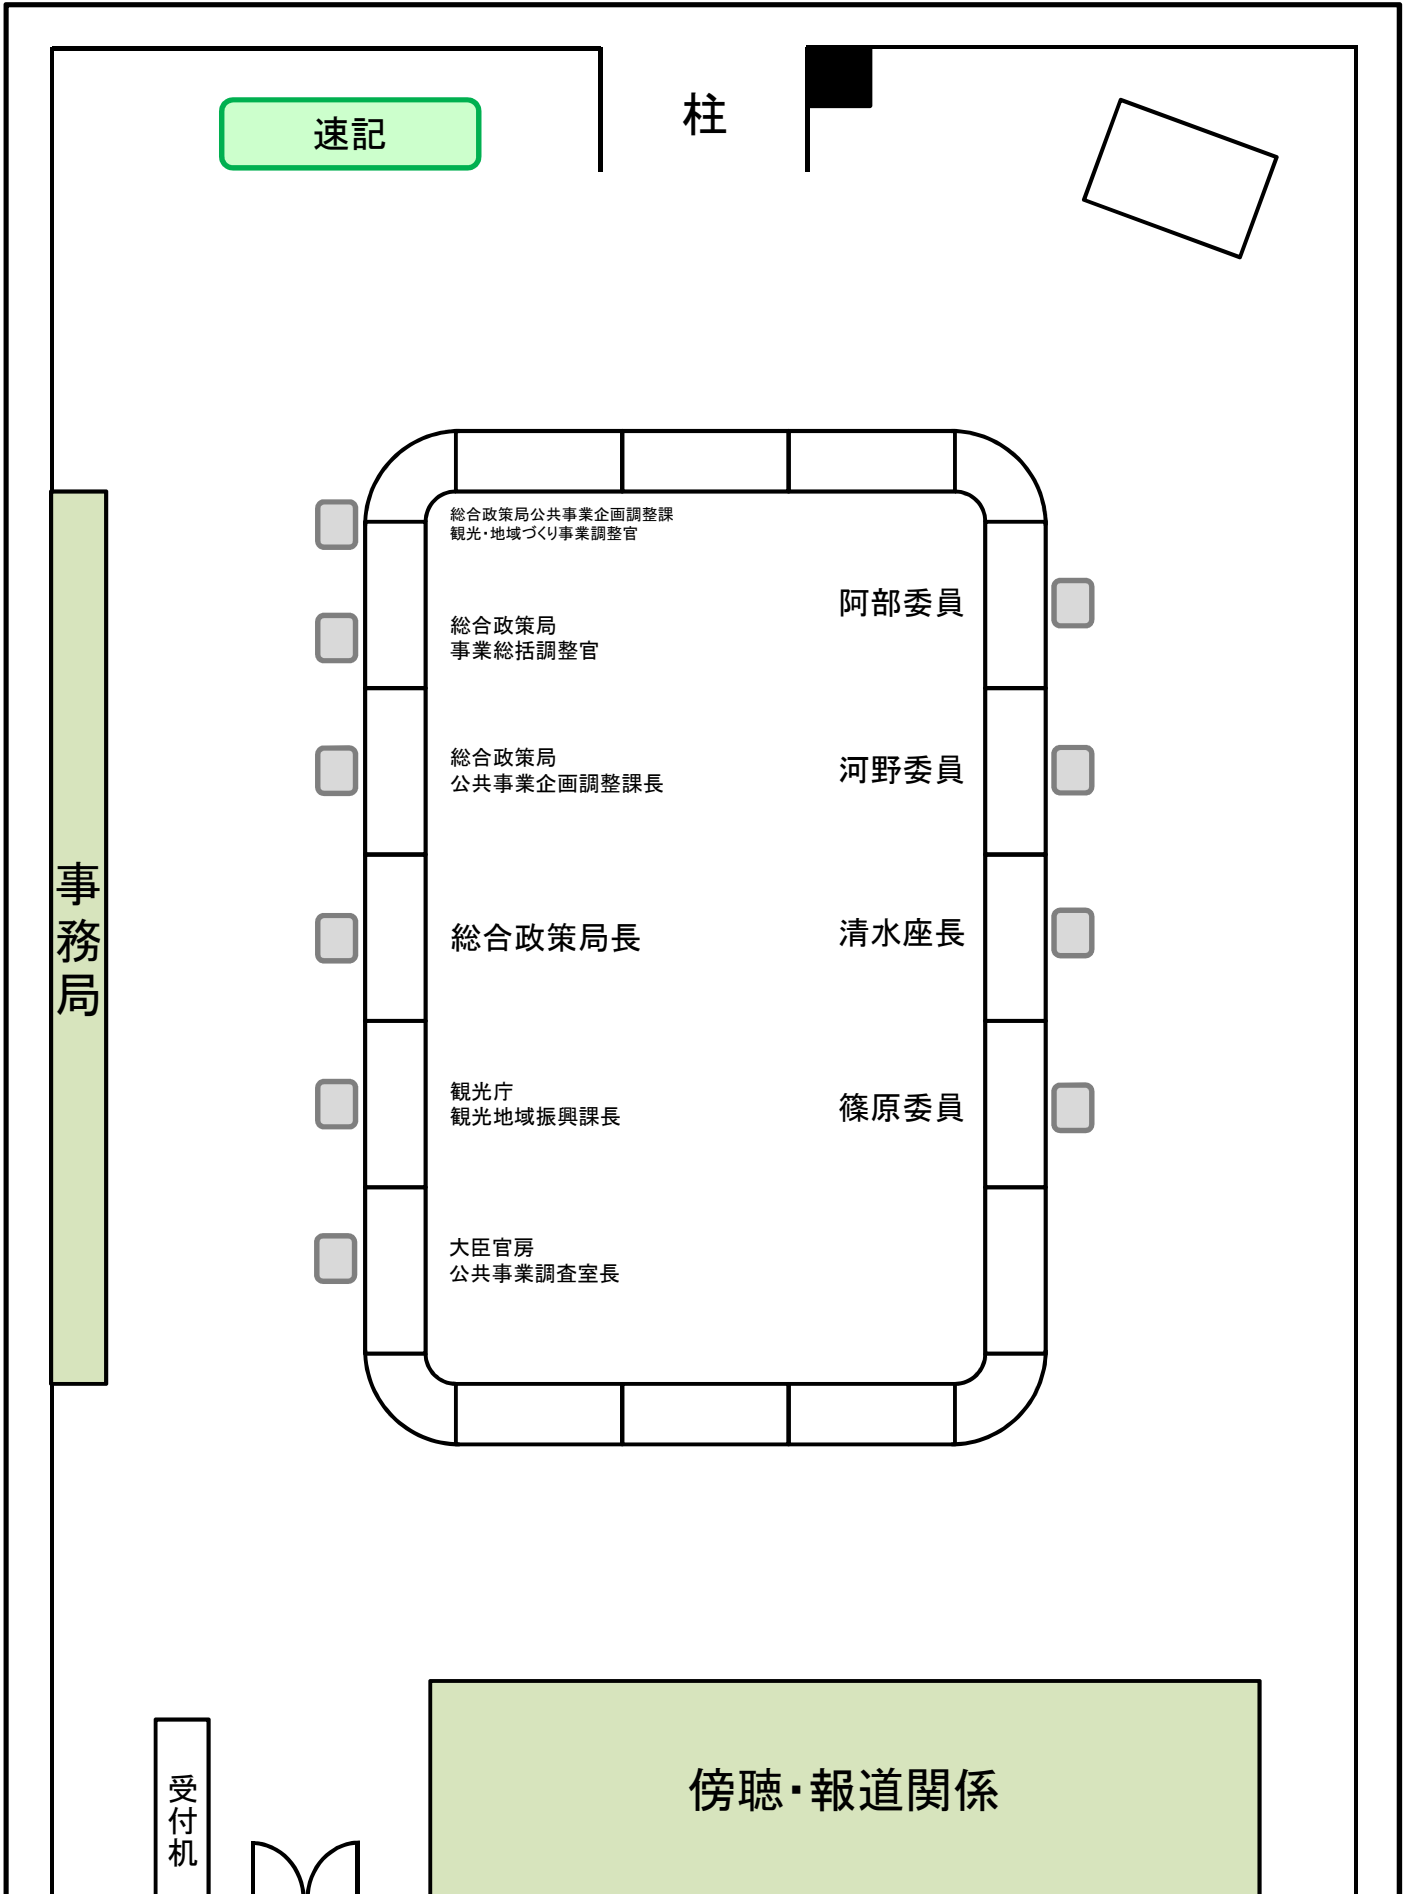 速記
柱
総合政策局公共事業企画調整課
観光・地域づくり事業調整官
阿部委員
総合政策局
事業総括調整官
総合政策局
公共事業企画調整課長
河野委員
事務局
総合政策局長
清水座長
観光庁
観光地域振興課長
篠原委員
大臣官房
公共事業調査室長
傍聴・報道関係
受付机